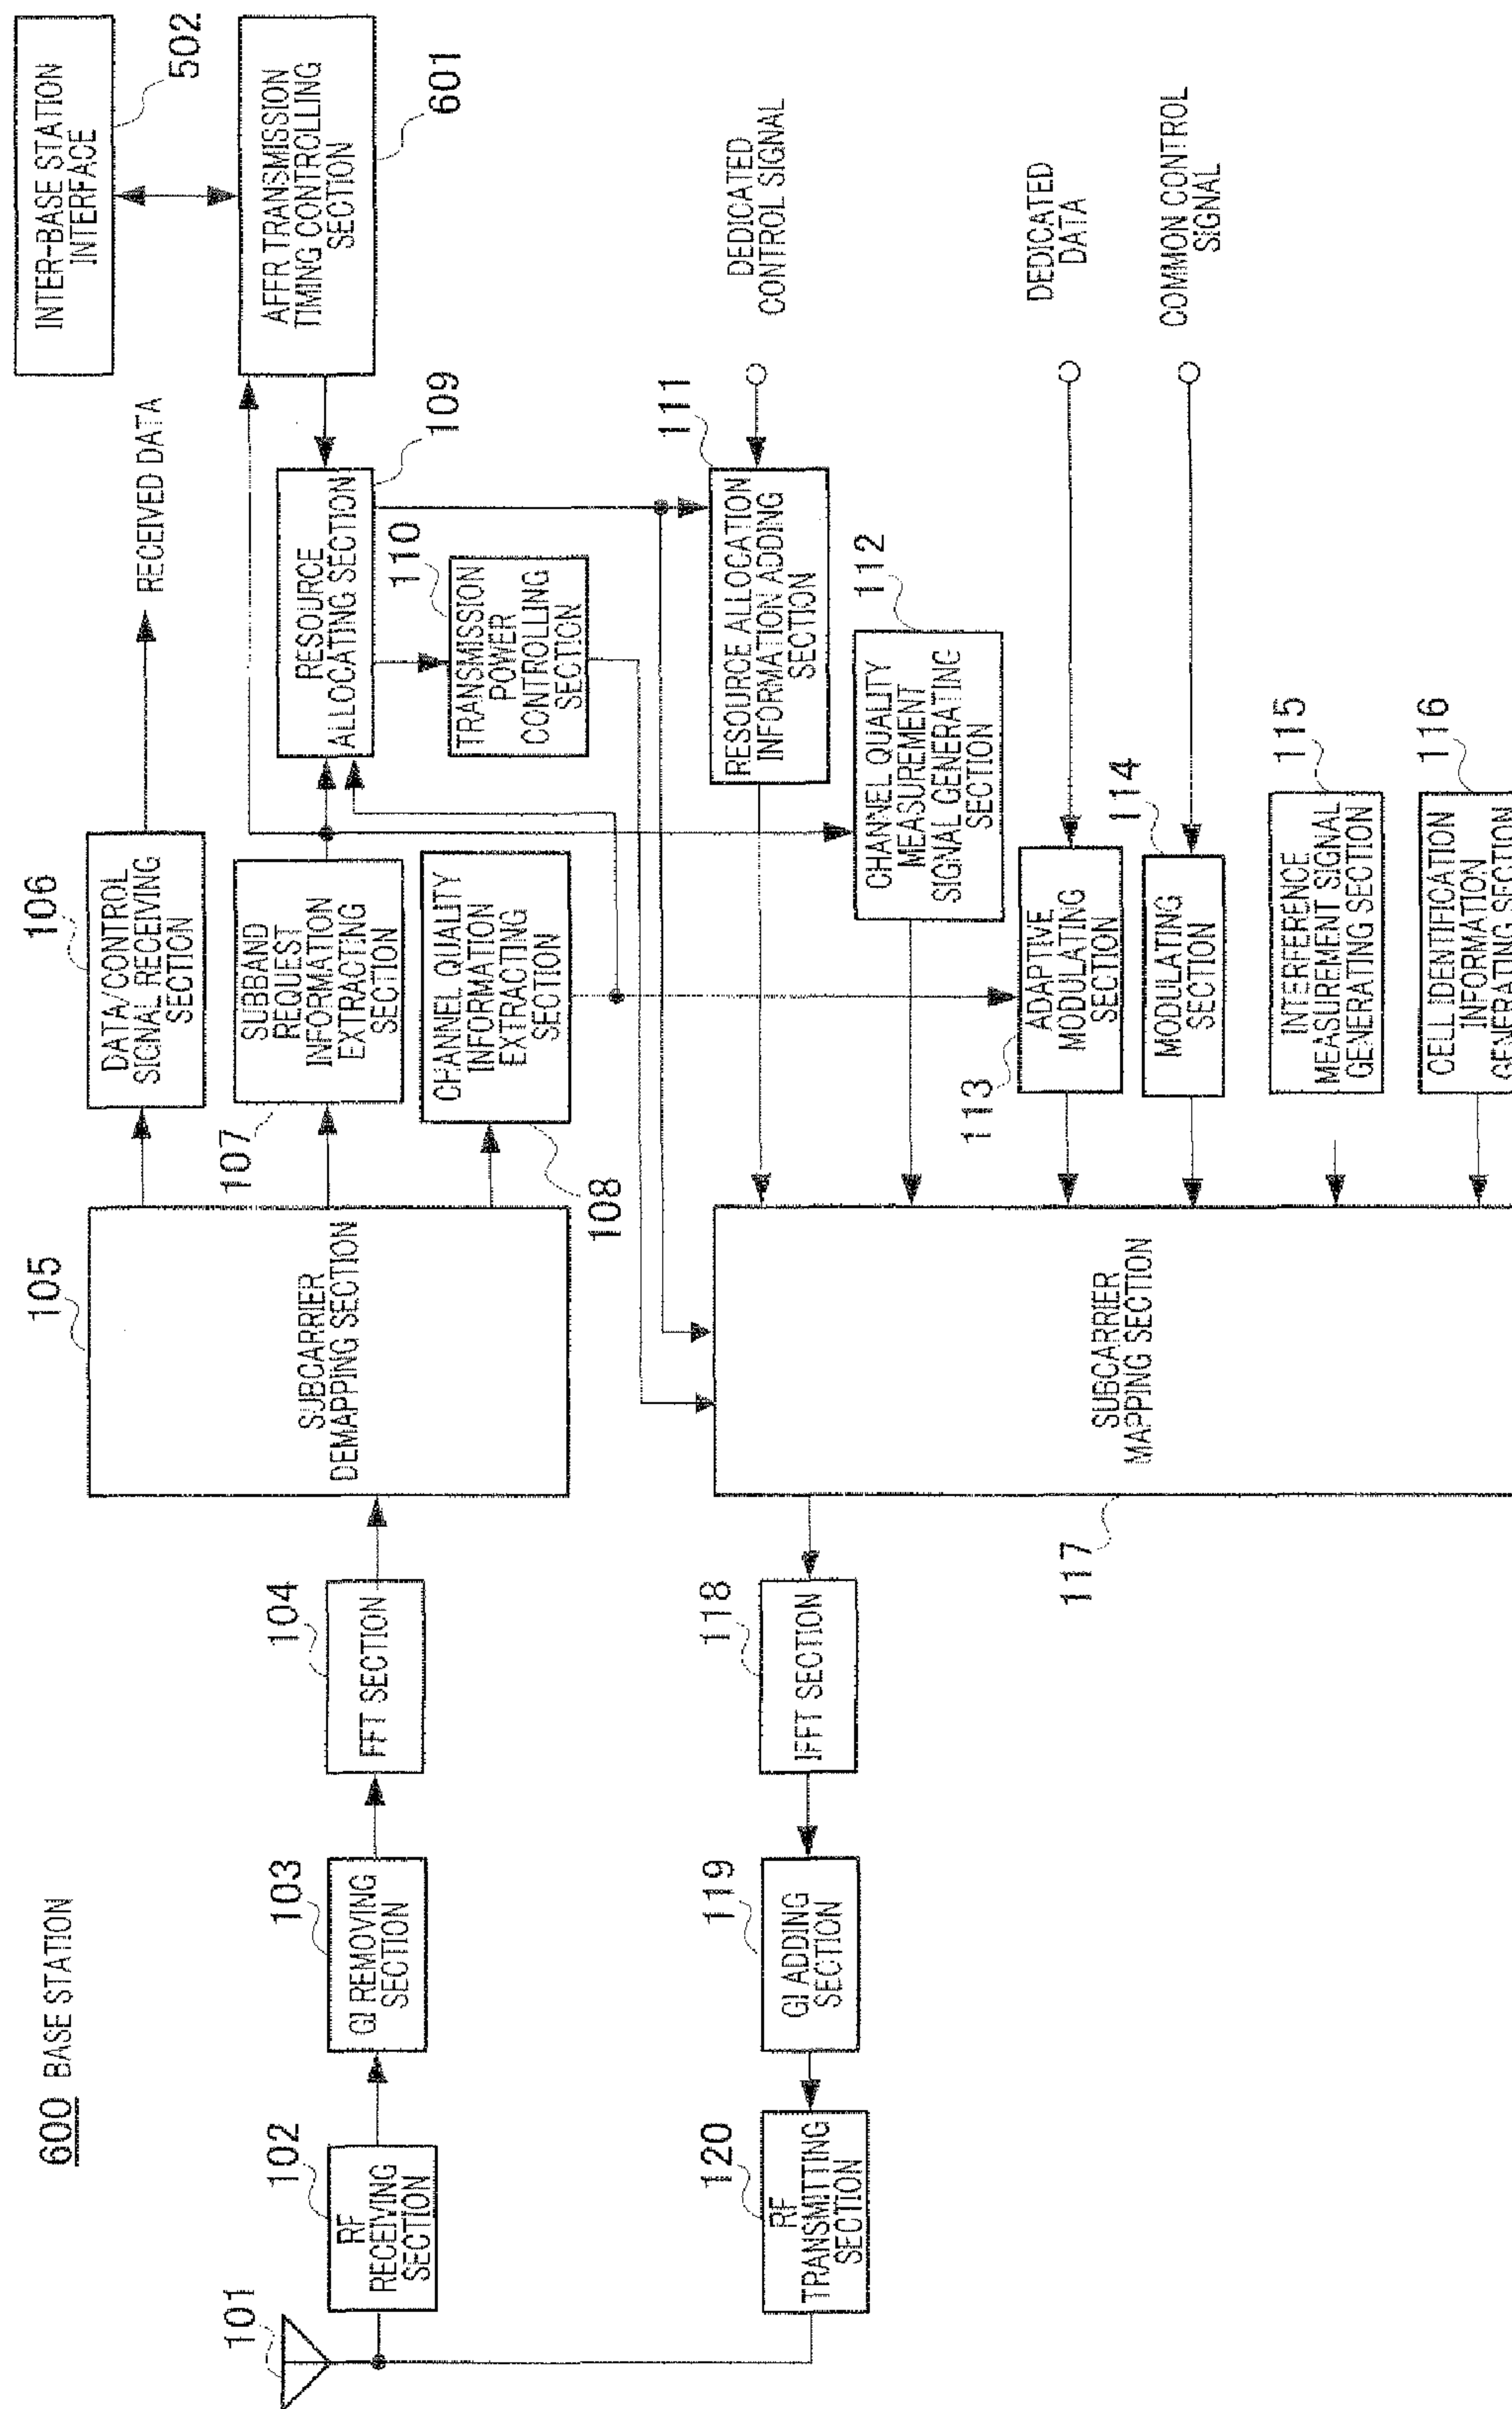 600 BASE STATION
101
102
RF
RECEIVING
SECTION
103
GI REMOVING
SECTION
104
FFT SECTION
105
SUBCARRIER
DEMAPPING SECTION
106
DATA/CONTROL
SIGNAL RECEIVING
SECTION
RECEIVED DATA
107
SUBBAND
REQUEST
INFORMATION
EXTRACTING
SECTION
108
CHANNEL QUALITY
INFORMATION
EXTRACTING
SECTION
INTER-BASE STATION
INTERFACE
502
AFFR TRANSMISSION
TIMING CONTROLLING
SECTION
601
RESOURCE
ALLOCATING SECTION
109
110
TRANSMISSION
POWER
CONTROLLING
SECTION
111
RESOURCE ALLOCATION
INFORMATION ADDING
SECTION
DEDICATED
CONTROL SIGNAL
112
CHANNEL QUALITY
MEASUREMENT
SIGNAL GENERATING
SECTION
113
ADAPTIVE
MODULATING
SECTION
DEDICATED
DATA
114
MODULATING
SECTION
COMMON CONTROL
SIGNAL
115
INTERFERENCE
MEASUREMENT SIGNAL
GENERATING SECTION
116
CELL IDENTIFICATION
INFORMATION
GENERATING SECTION
SUBCARRIER
MAPPING SECTION
117
118
IFFT SECTION
119
GI ADDING
SECTION
120
RF
TRANSMITTING
SECTION